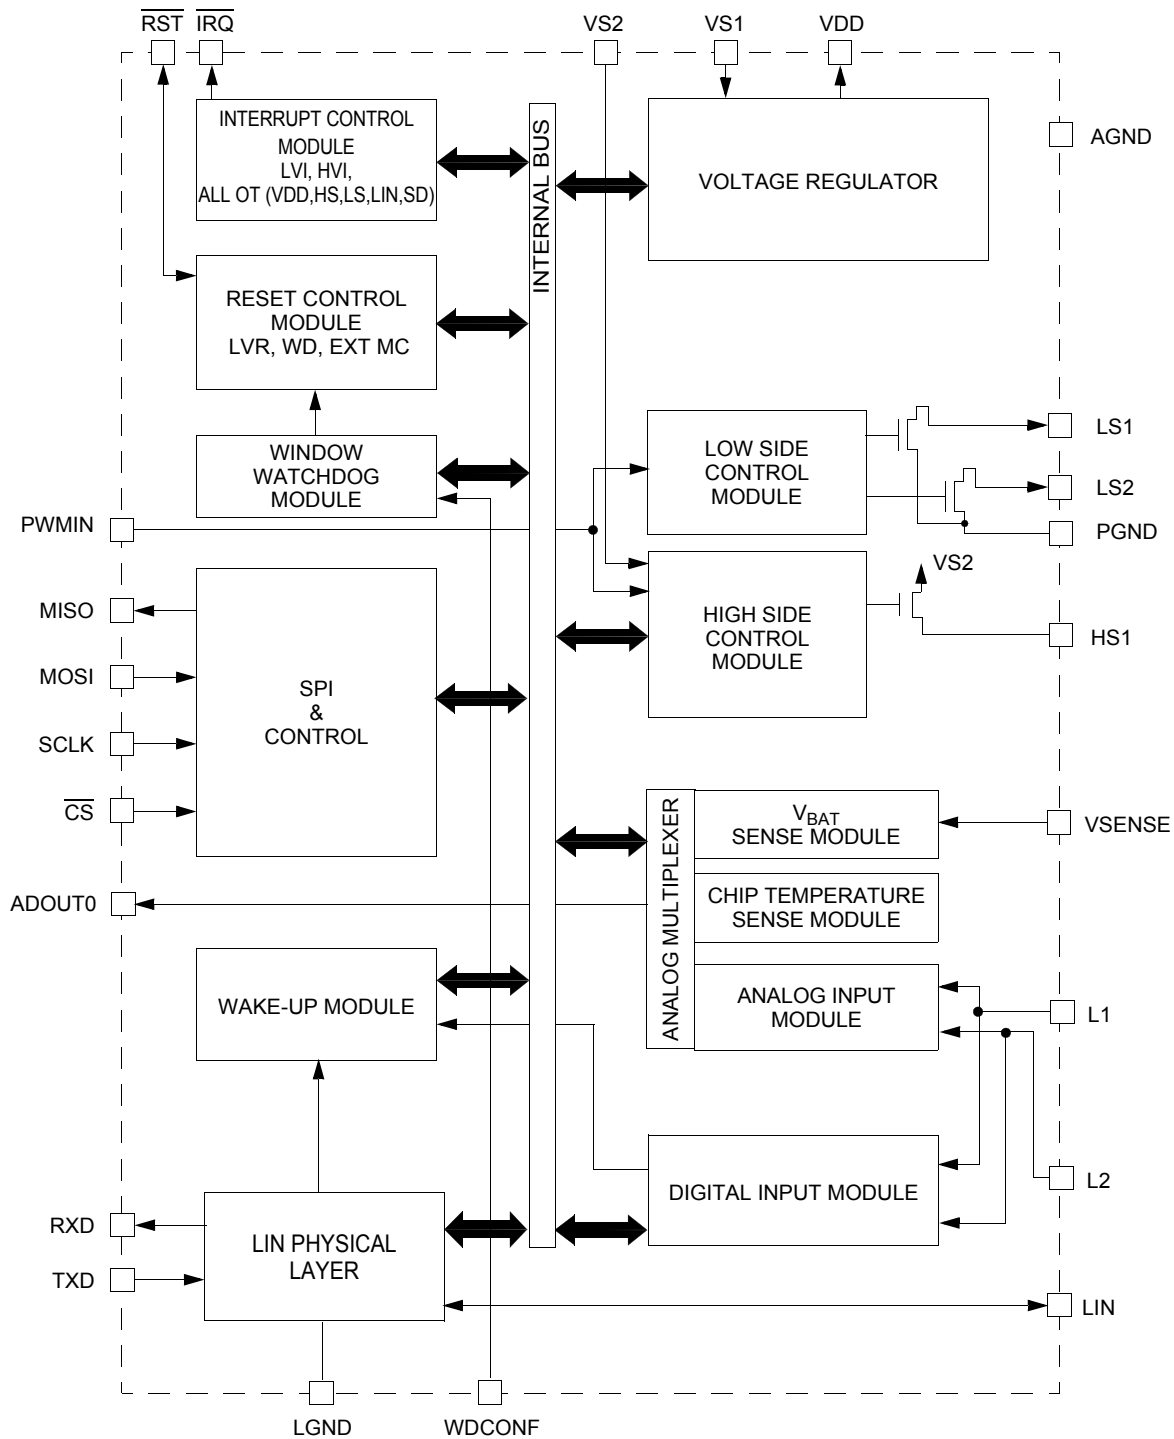 RST
IRQ
VS2
VS1
VDD
INTERRUPT CONTROL
MODULE
LVI, HVI,
ALL OT (VDD,HS,LS,LIN,SD)
INTERNAL BUS
VOLTAGE REGULATOR
AGND
RESET CONTROL
MODULE
LVR, WD, EXT MC
WINDOW
WATCHDOG
MODULE
LOW SIDE
CONTROL
MODULE
LS1
LS2
PWMIN
PGND
VS2
HIGH SIDE
CONTROL
MODULE
HS1
MISO
MOSI
SCLK
CS
SPI
&
CONTROL
ANALOG MULTIPLEXER
VBAT
SENSE MODULE
VSENSE
CHIP TEMPERATURE
SENSE MODULE
ADOUT0
WAKE-UP MODULE
ANALOG INPUT
MODULE
L1
DIGITAL INPUT MODULE
L2
RXD
TXD
LIN PHYSICAL
LAYER
LIN
LGND
WDCONF